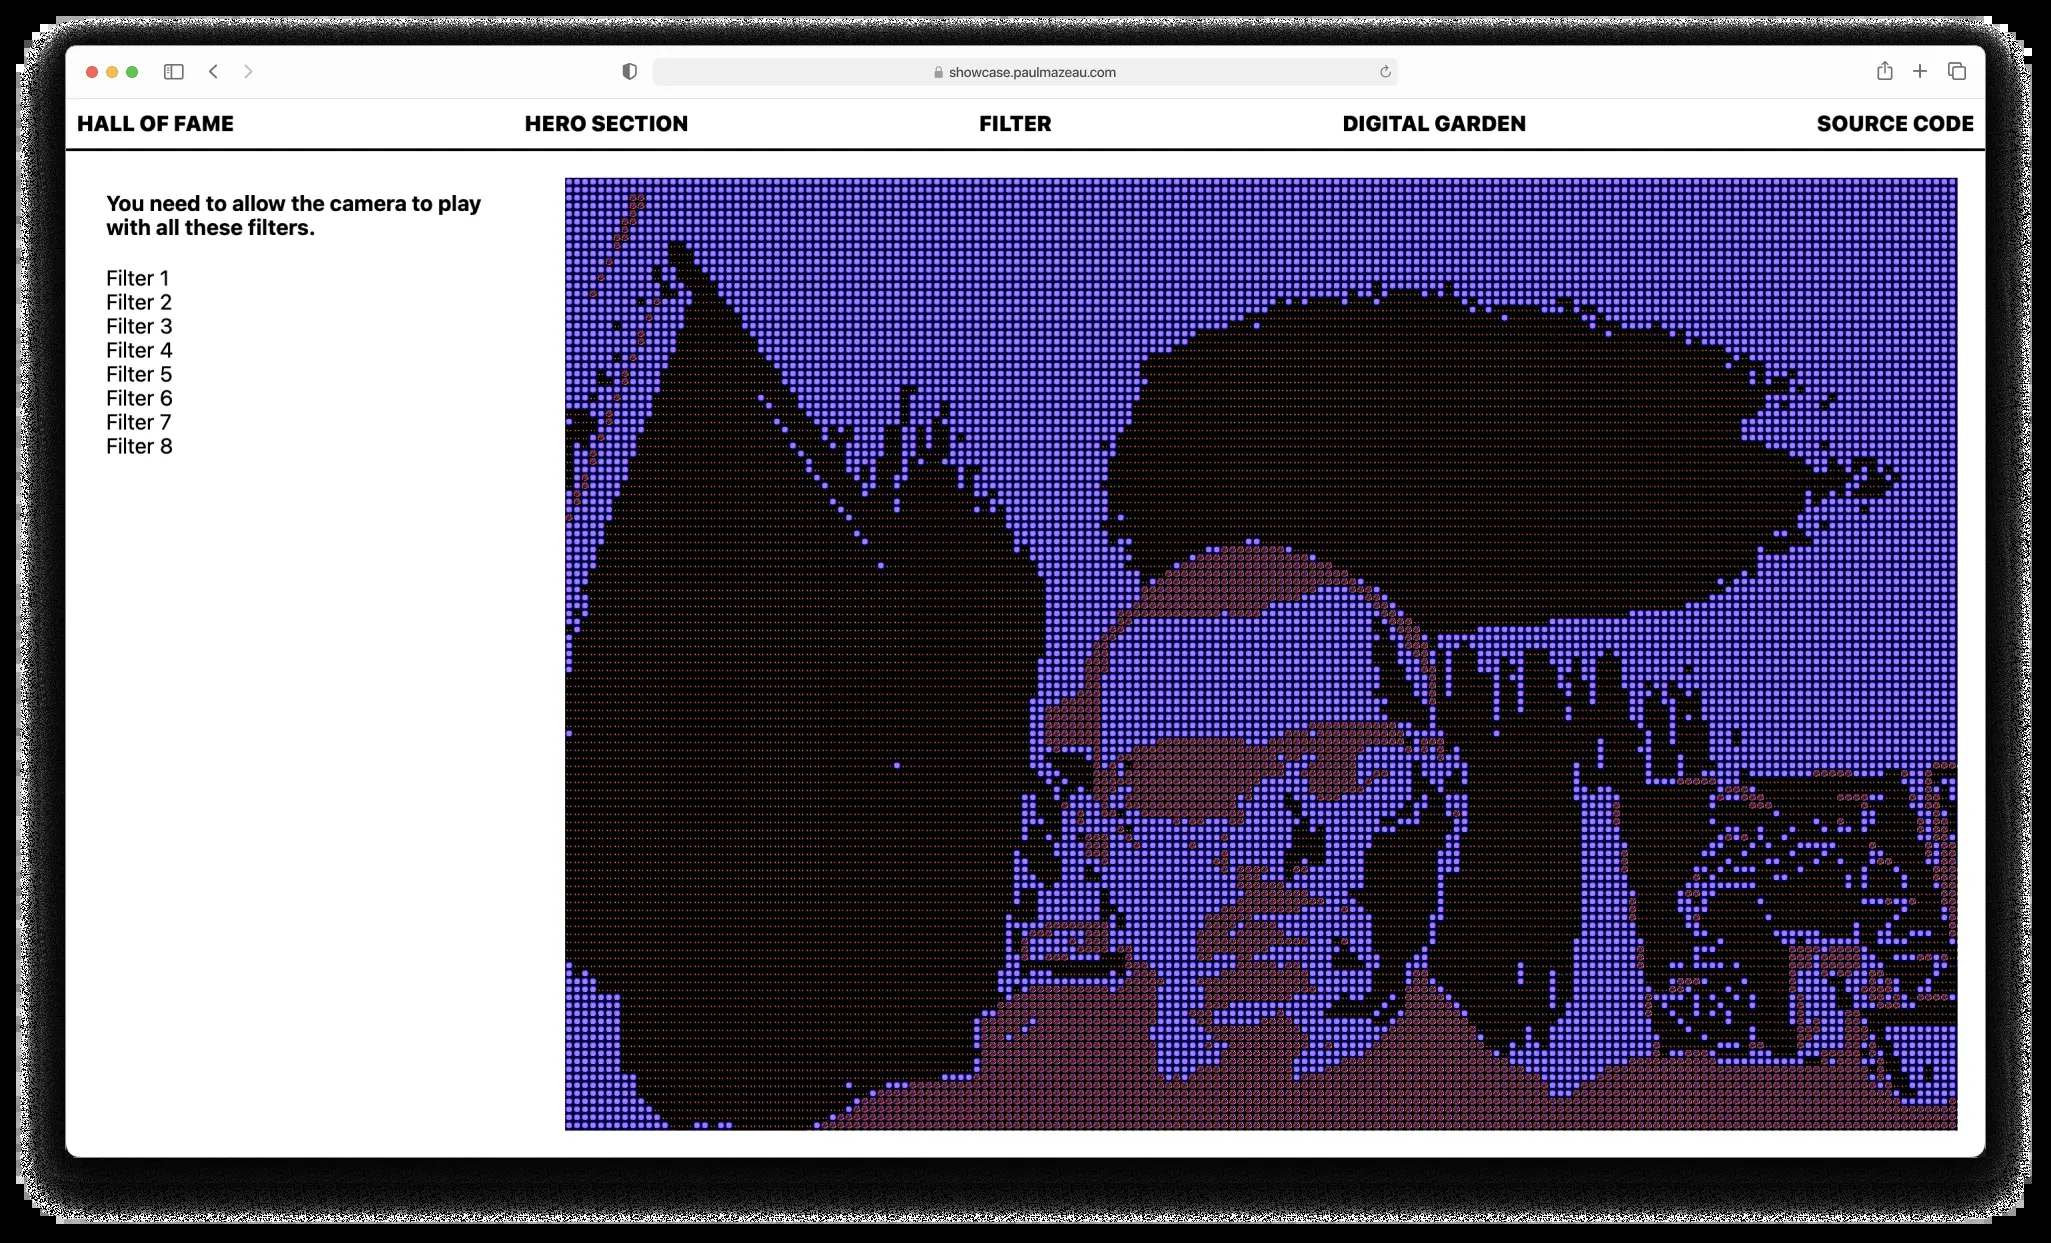 showcase.paulmazeau.com
HALL OF FAME
HERO SECTION
FILTER
DIGITAL GARDEN
SOURCE CODE
You need to allow the camera to play
with all these filters.
Filter 1
Filter 2
Filter 3
Filter 4
Filter 5
Filter 6
Filter 7
Filter 8